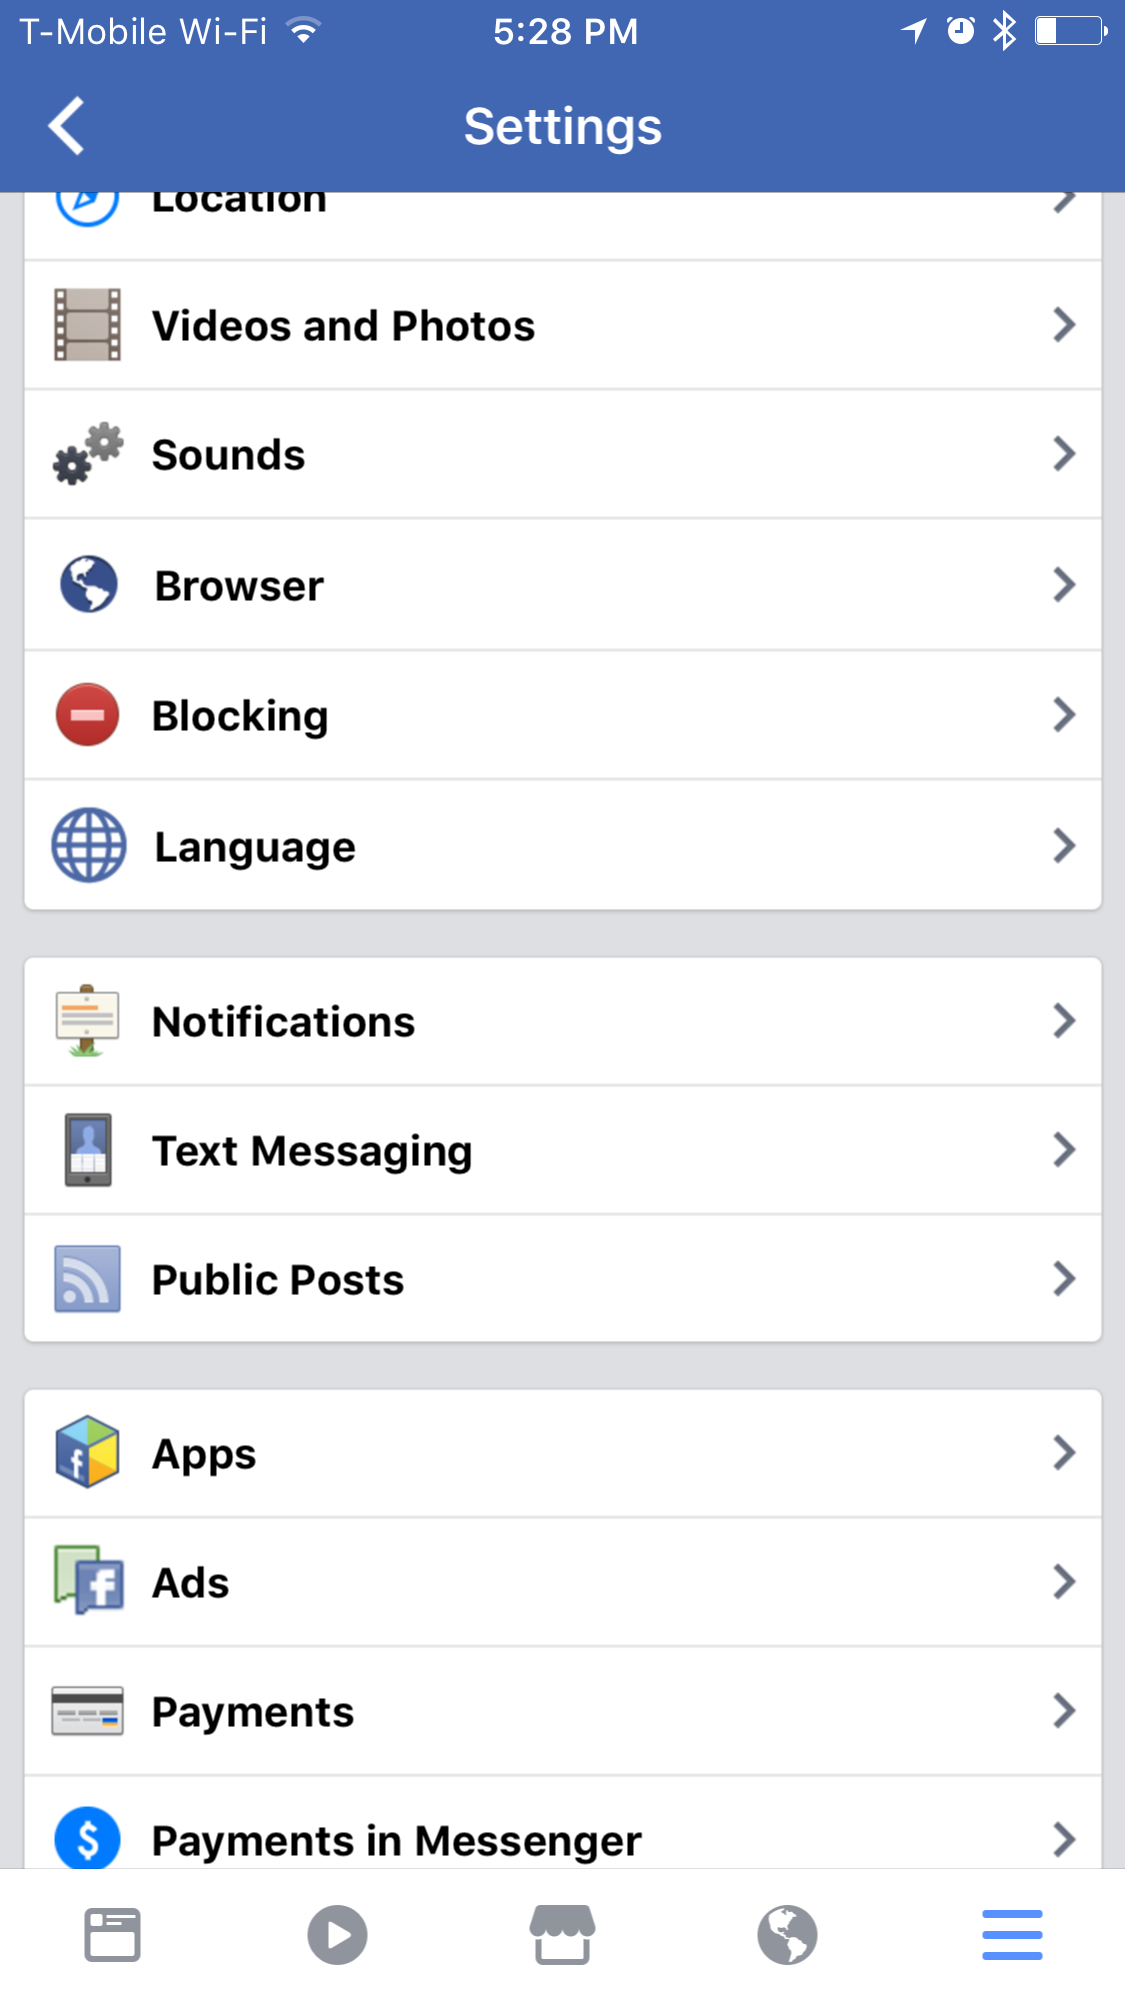 T-Mobile Wi-Fi 5:28 PM
Settings
Location
Videos and Photos
Sounds
Browser
Blocking
Language
Notifications
Text Messaging
Public Posts
Apps
Ads
Payments
Payments in Messenger